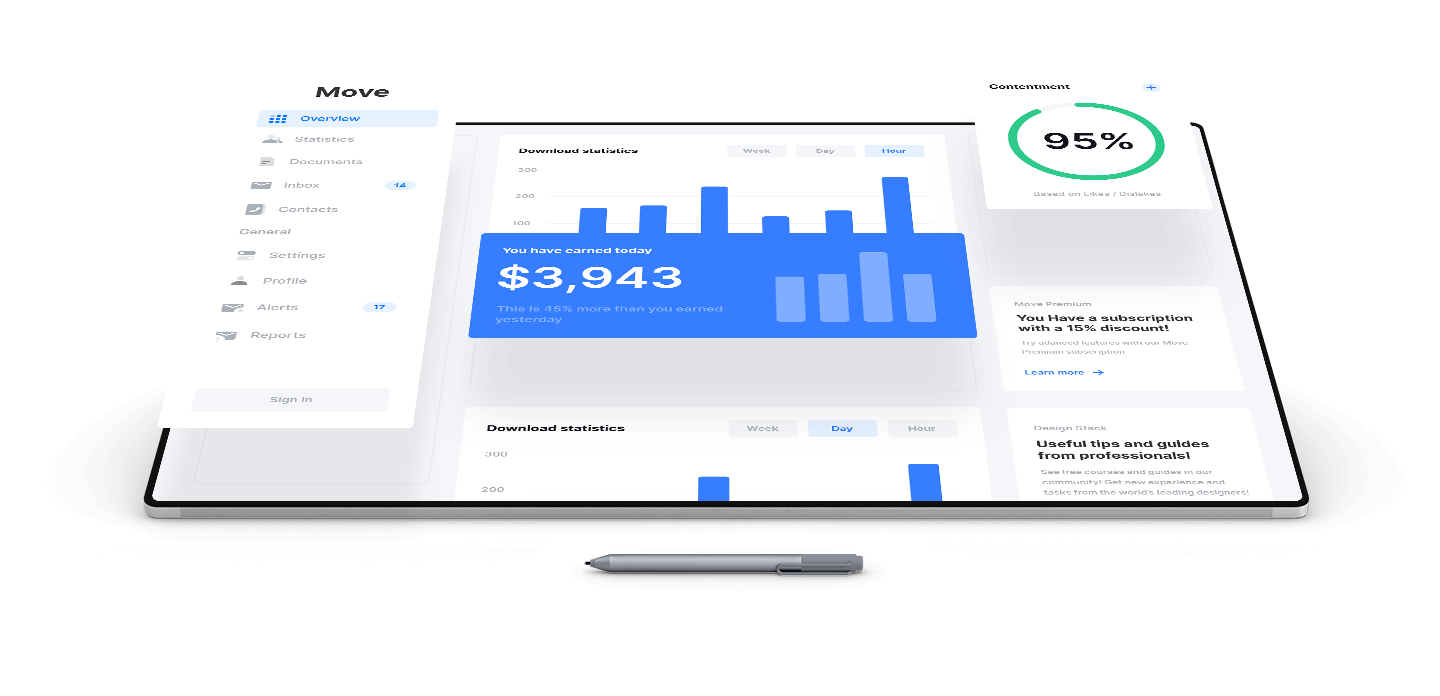 Move
Overview
Statistics
Documents
Inbox 14
Contacts
General
Settings
Profile
Alerts 17
Reports
Sign in
Download statistics Week Day Hour
300
200
100
You have earned today
$3,943
This is 45% more than you earned
yesterday
Download statistics Week Day Hour
300
200
Contentment +
95%
Based on Likes / Dislikes
Move Premium
You Have a subscription
with a 15% discount!
Try adanced features with our Move
Premium subscription
Learn more →
Design Stack
Useful tips and guides
from professionals!
See free courses and guides in our
community! Get new experience and
tasks from the world's leading designers!